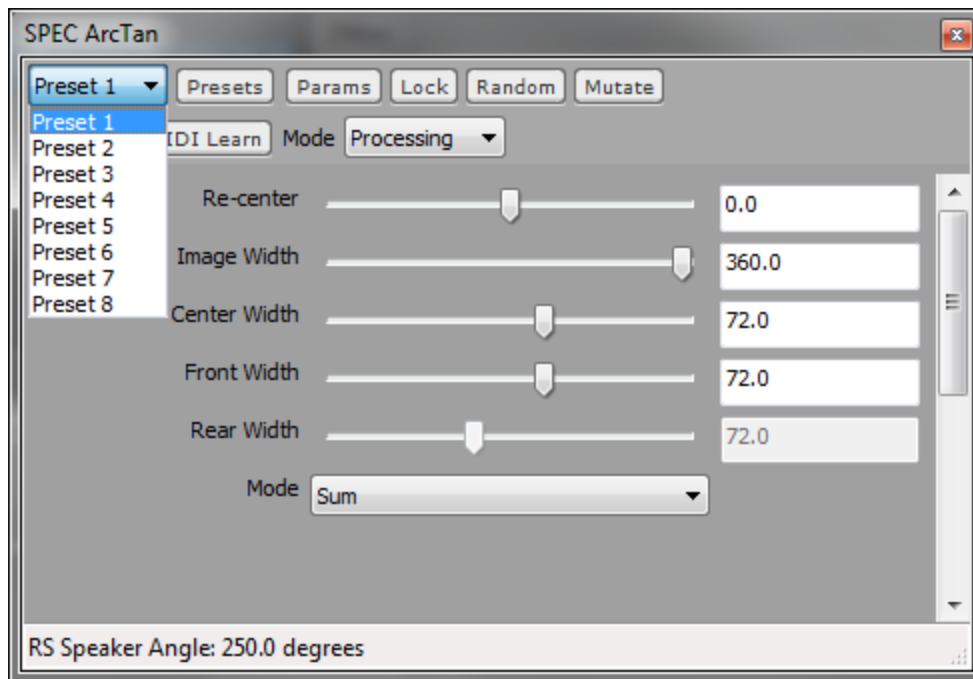 SPEC ArcTan
Preset 1 Presets Params Lock Random Mutate
Preset 1
Preset 2
Preset 3
Preset 4
Preset 5
Preset 6
Preset 7
Preset 8
IDI Learn Mode Processing
Re-center 0.0
Image Width 360.0
Center Width 72.0
Front Width 72.0
Rear Width 72.0
Mode Sum
RS Speaker Angle: 250.0 degrees